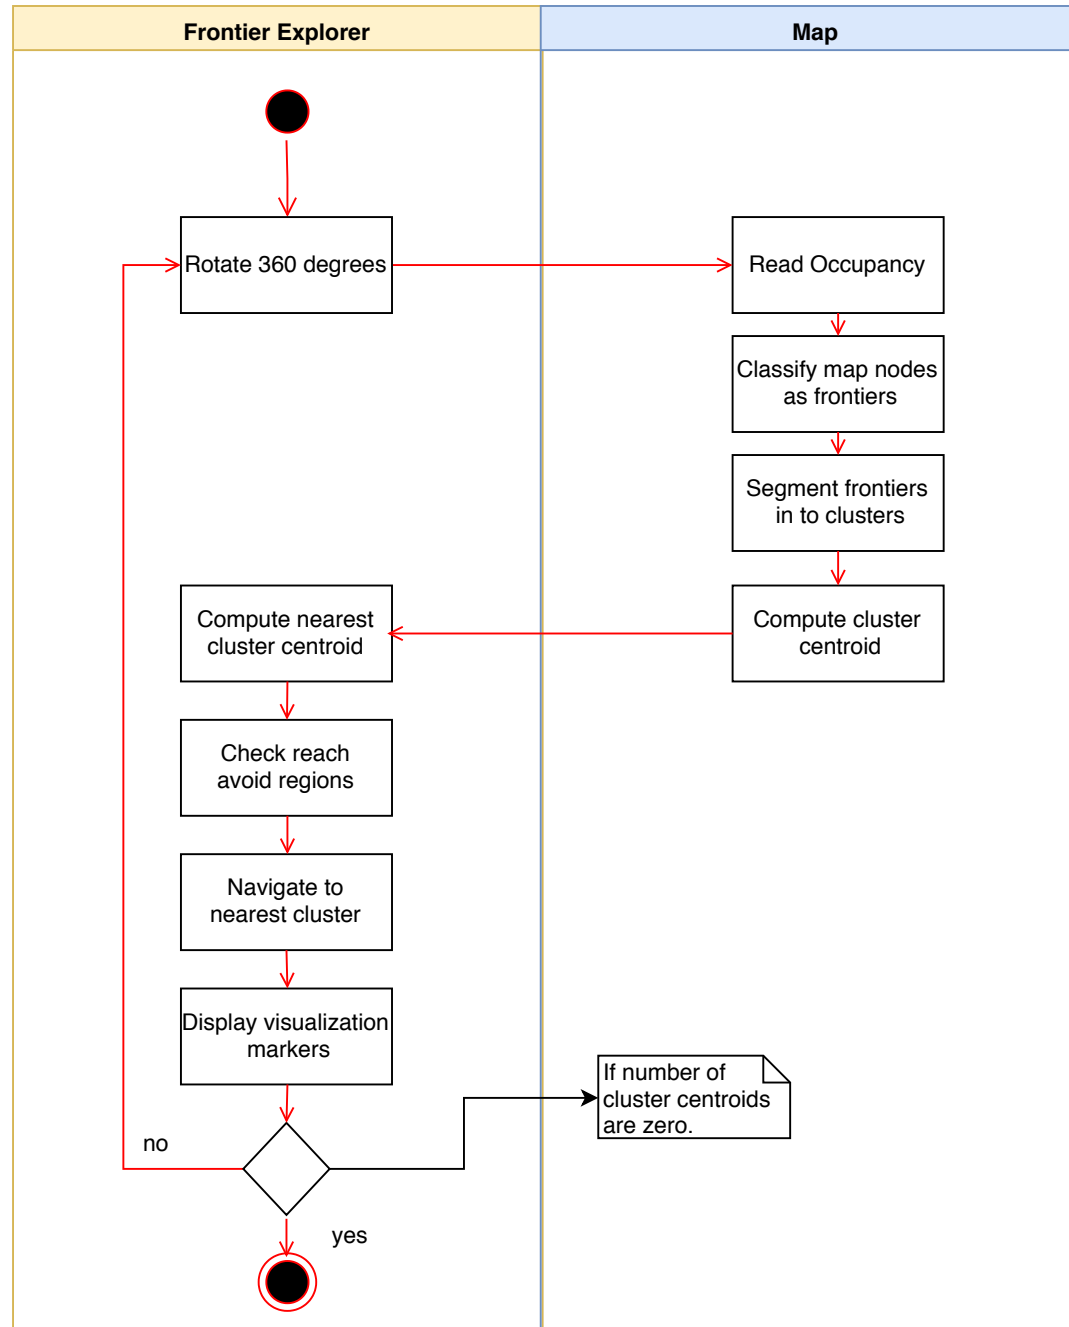 Frontier Explorer
Map
Rotate 360 degrees
Read Occupancy
Classify map nodes
as frontiers
Segment frontiers
in to clusters
Compute nearest
cluster centroid
Compute cluster
centroid
Check reach
avoid regions
Navigate to
nearest cluster
Display visualization
markers
If number of
cluster centroids
are zero.
no
yes